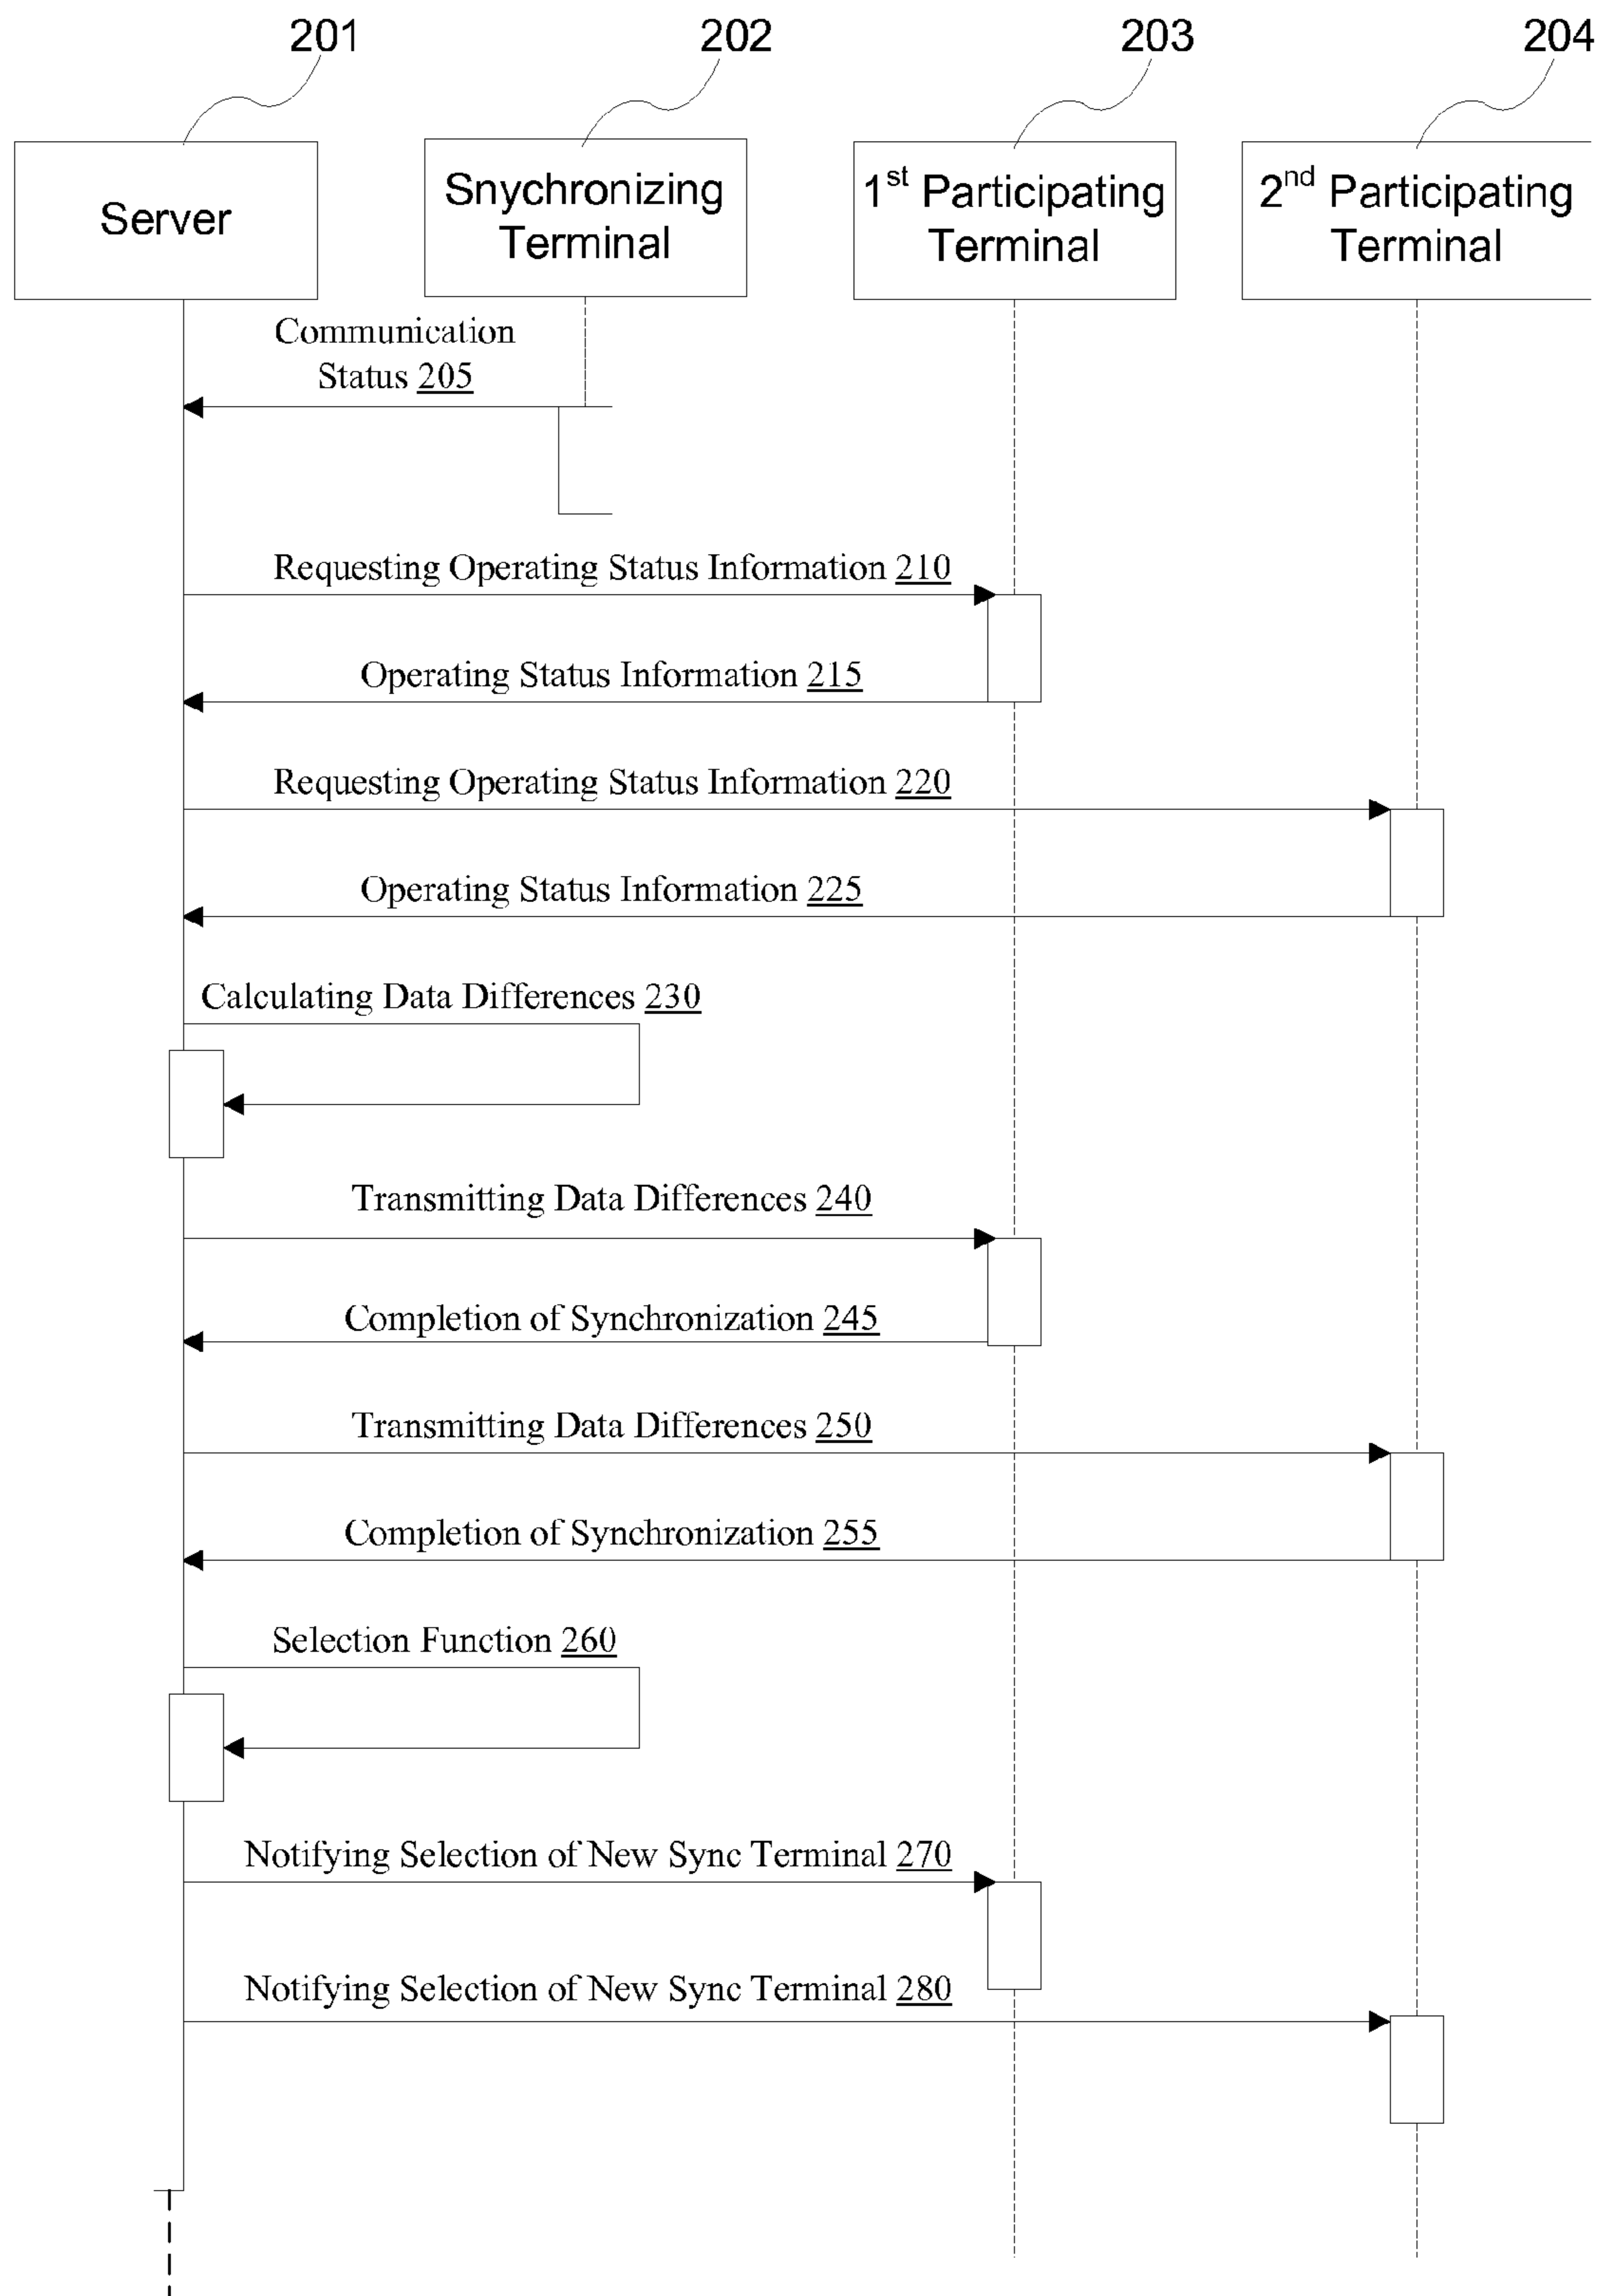 201
202
203
204
Server
Snychronizing
Terminal
1st Participating
Terminal
2nd Participating
Terminal
Communication
Status 205
Requesting Operating Status Information 210
Operating Status Information 215
Requesting Operating Status Information 220
Operating Status Information 225
Calculating Data Differences 230
Transmitting Data Differences 240
Completion of Synchronization 245
Transmitting Data Differences 250
Completion of Synchronization 255
Selection Function 260
Notifying Selection of New Sync Terminal 270
Notifying Selection of New Sync Terminal 280